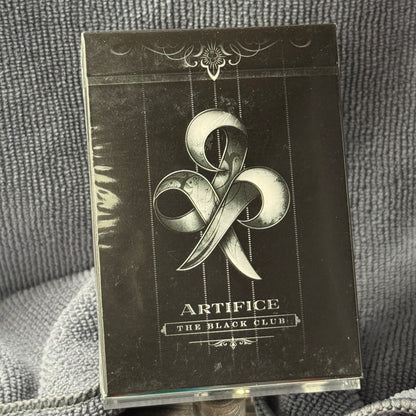 ARTIFICE
THE BLACK CLUB